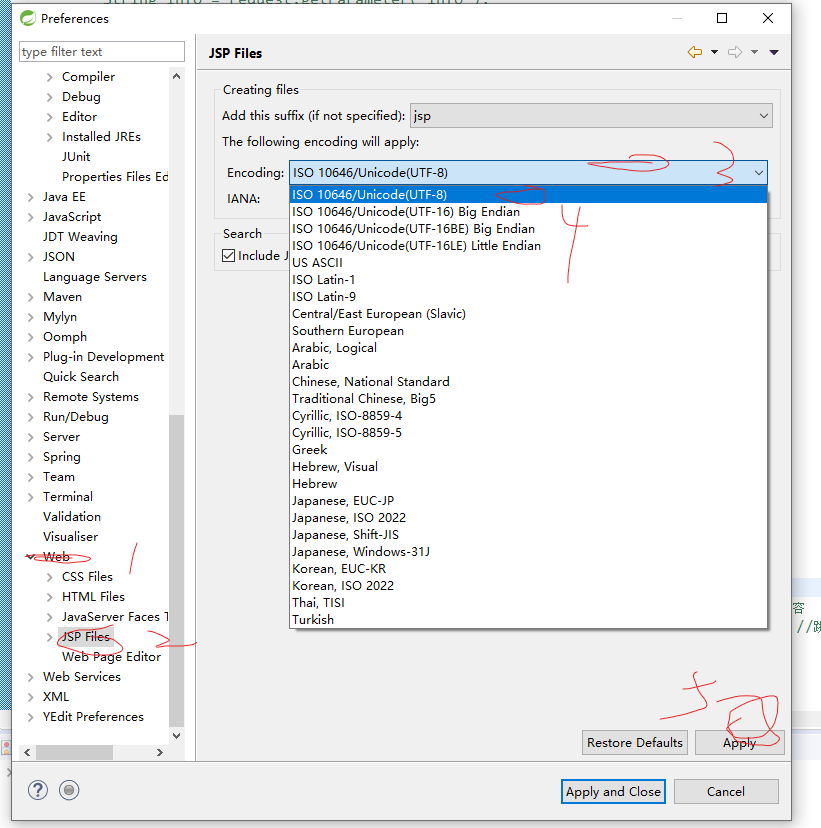 String info = request.getParameter("info");
Preferences
type filter text
Compiler
Debug
Editor
Installed JREs
JUnit
Properties Files Ed
Java EE
JavaScript
JDT Weaving
JSON
Language Servers
Maven
Mylyn
Oomph
Plug-in Development
Quick Search
Remote Systems
Run/Debug
Server
Spring
Team
Terminal
Validation
Visualiser
Web
CSS Files
HTML Files
JavaServer Faces T
JSP Files
Web Page Editor
Web Services
XML
YEdit Preferences
1
2
JSP Files
Creating files
Add this suffix (if not specified): jsp
The following encoding will apply:
Encoding: ISO 10646/Unicode(UTF-8)
3
IANA:
Search
Include J
ISO 10646/Unicode(UTF-8)
ISO 10646/Unicode(UTF-16) Big Endian
ISO 10646/Unicode(UTF-16BE) Big Endian
ISO 10646/Unicode(UTF-16LE) Little Endian
US ASCII
ISO Latin-1
ISO Latin-9
Central/East European (Slavic)
Southern European
Arabic, Logical
Arabic
Chinese, National Standard
Traditional Chinese, Big5
Cyrillic, ISO-8859-4
Cyrillic, ISO-8859-5
Greek
Hebrew, Visual
Hebrew
Japanese, EUC-JP
Japanese, ISO 2022
Japanese, Shift-JIS
Japanese, Windows-31J
Korean, EUC-KR
Korean, ISO 2022
Thai, TISI
Turkish
4
容
//跳
5
Restore Defaults
Apply
?
Apply and Close
Cancel